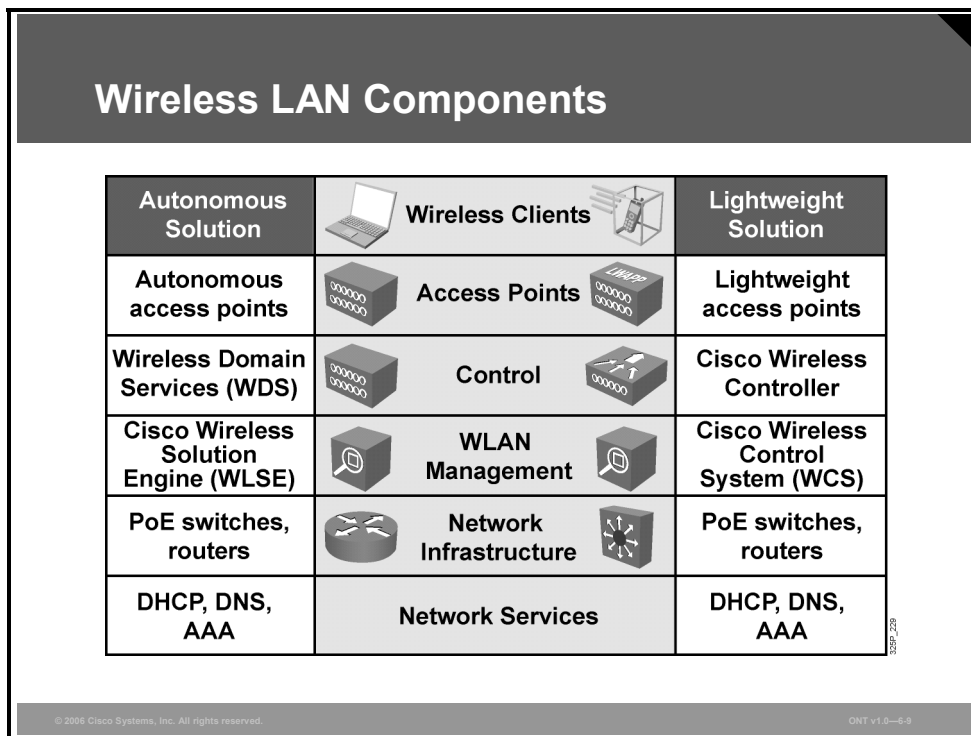 Wireless LAN Components
Autonomous
Solution
Wireless Clients
Lightweight
Solution
Autonomous
access points
Access Points
LWAPP
Lightweight
access points
Wireless Domain
Services (WDS)
Control
Cisco Wireless
Controller
Cisco Wireless
Solution
Engine (WLSE)
WLAN
Management
Cisco Wireless
Control
System (WCS)
PoE switches,
routers
Network
Infrastructure
PoE switches,
routers
DHCP, DNS,
AAA
Network Services
DHCP, DNS,
AAA
325P_229
© 2006 Cisco Systems, Inc. All rights reserved.
ONT v1.0—6-9